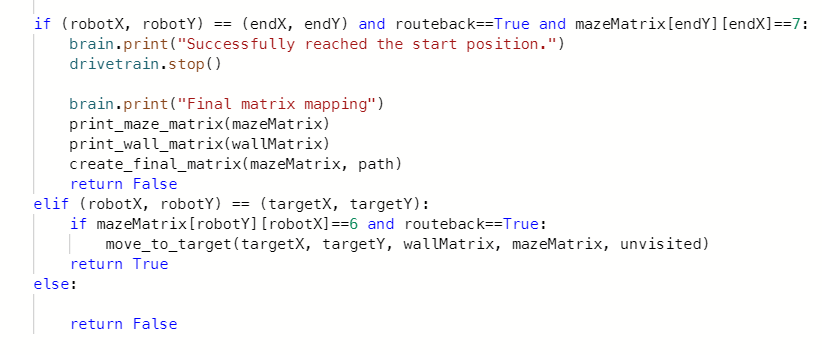 if (robotX, robotY) == (endX, endY) and routeback==True and mazeMatrix[endY][endX]==7:
    brain.print("Successfully reached the start position.")
    drivetrain.stop()

    brain.print("Final matrix mapping")
    print_maze_matrix(mazeMatrix)
    print_wall_matrix(wallMatrix)
    create_final_matrix(mazeMatrix, path)
    return False
elif (robotX, robotY) == (targetX, targetY):
    if mazeMatrix[robotY][robotX]==6 and routeback==True:
        move_to_target(targetX, targetY, wallMatrix, mazeMatrix, unvisited)
    return True
else:

    return False